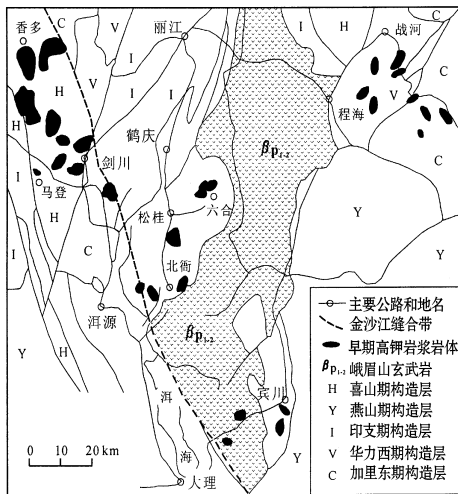 香多
C
V
I
丽江
I
H
战河
C
H
V
I
I
程海
V
H
鹤庆
βp₁₋₂
C
I
剑川
马登
六合
Y
H
松桂
C
北衙
Y
I
洱源
H
Y
βp₁₋₂
洱
海
宾川
Y
大理
0 10 20 km
主要公路和地名
金沙江缝合带
早期高钾岩浆岩体
βp₁₋₂ 峨眉山玄武岩
H 喜山期构造层
Y 燕山期构造层
I 印支期构造层
V 华力西期构造层
C 加里东期构造层